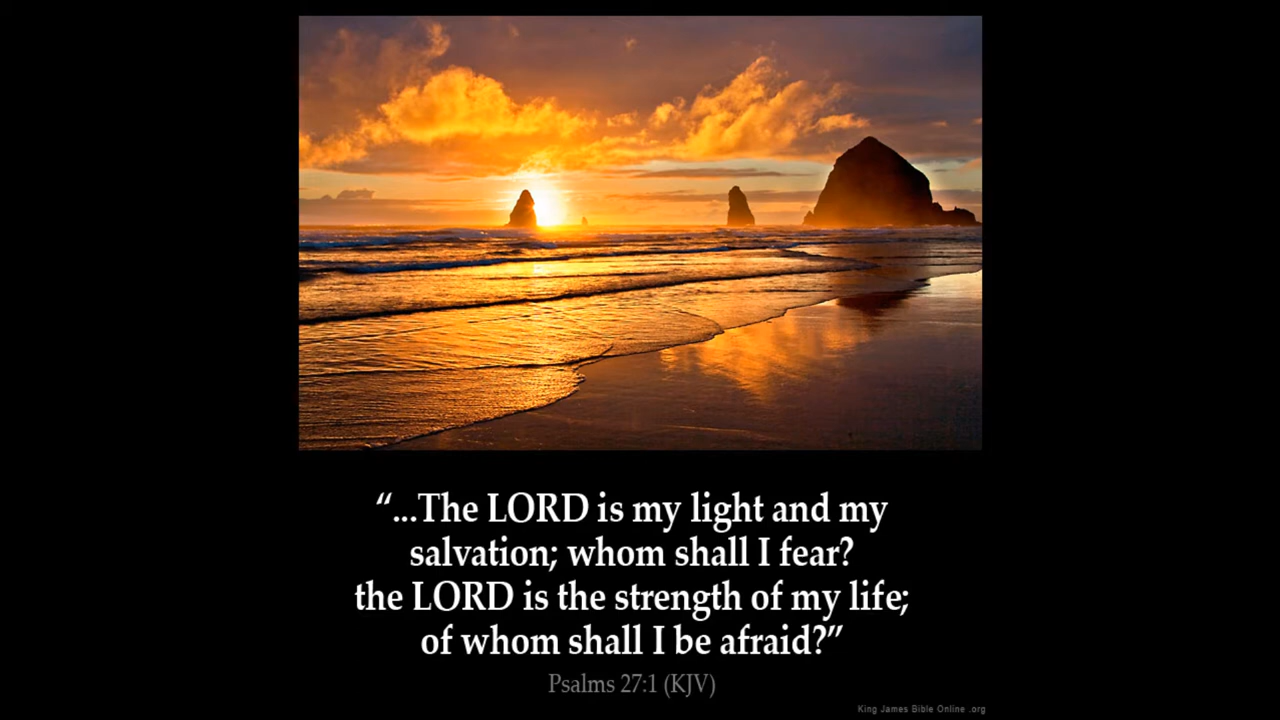 “...The LORD is my light and my
salvation; whom shall I fear?
the LORD is the strength of my life;
of whom shall I be afraid?”
Psalms 27:1 (KJV)
King James Bible Online .org